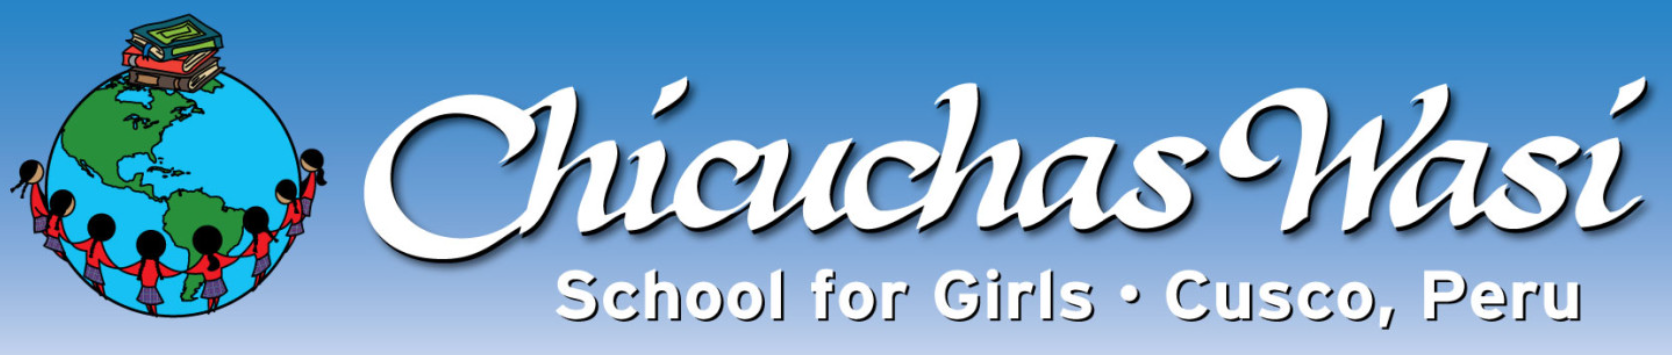 Chicuchas Wasi
School for Girls • Cusco, Peru